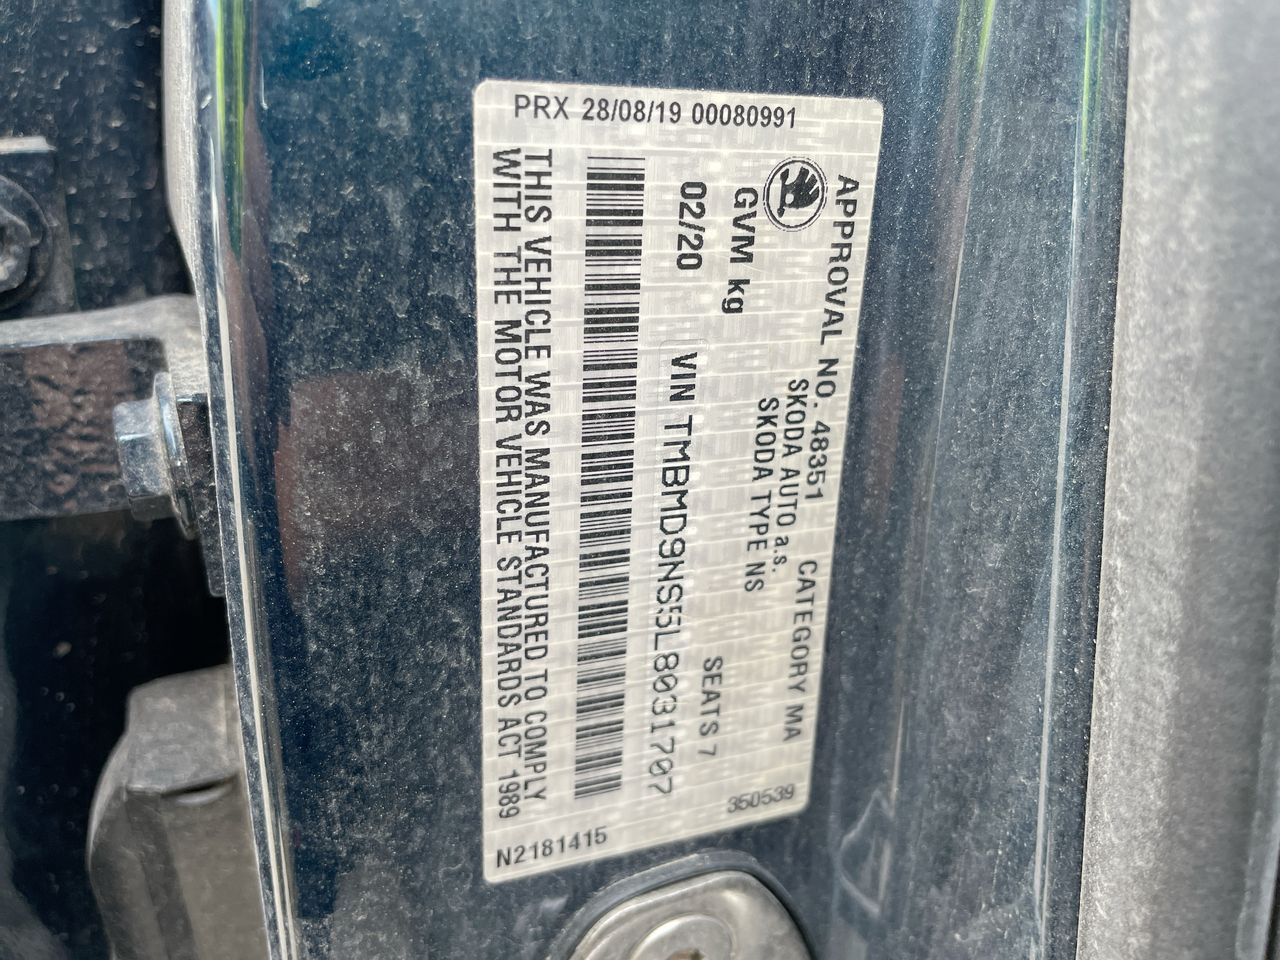 PRX 28/08/19 00080991
APPROVAL NO. 48351 CATEGORY MA
SKODA AUTO a.s.
SKODA TYPE NS
GVM kg
SEATS 7
02/20 VIN TMBMD9NS5L8031707
THIS VEHICLE WAS MANUFACTURED TO COMPLY
WITH THE MOTOR VEHICLE STANDARDS ACT 1989
350539
N2181415